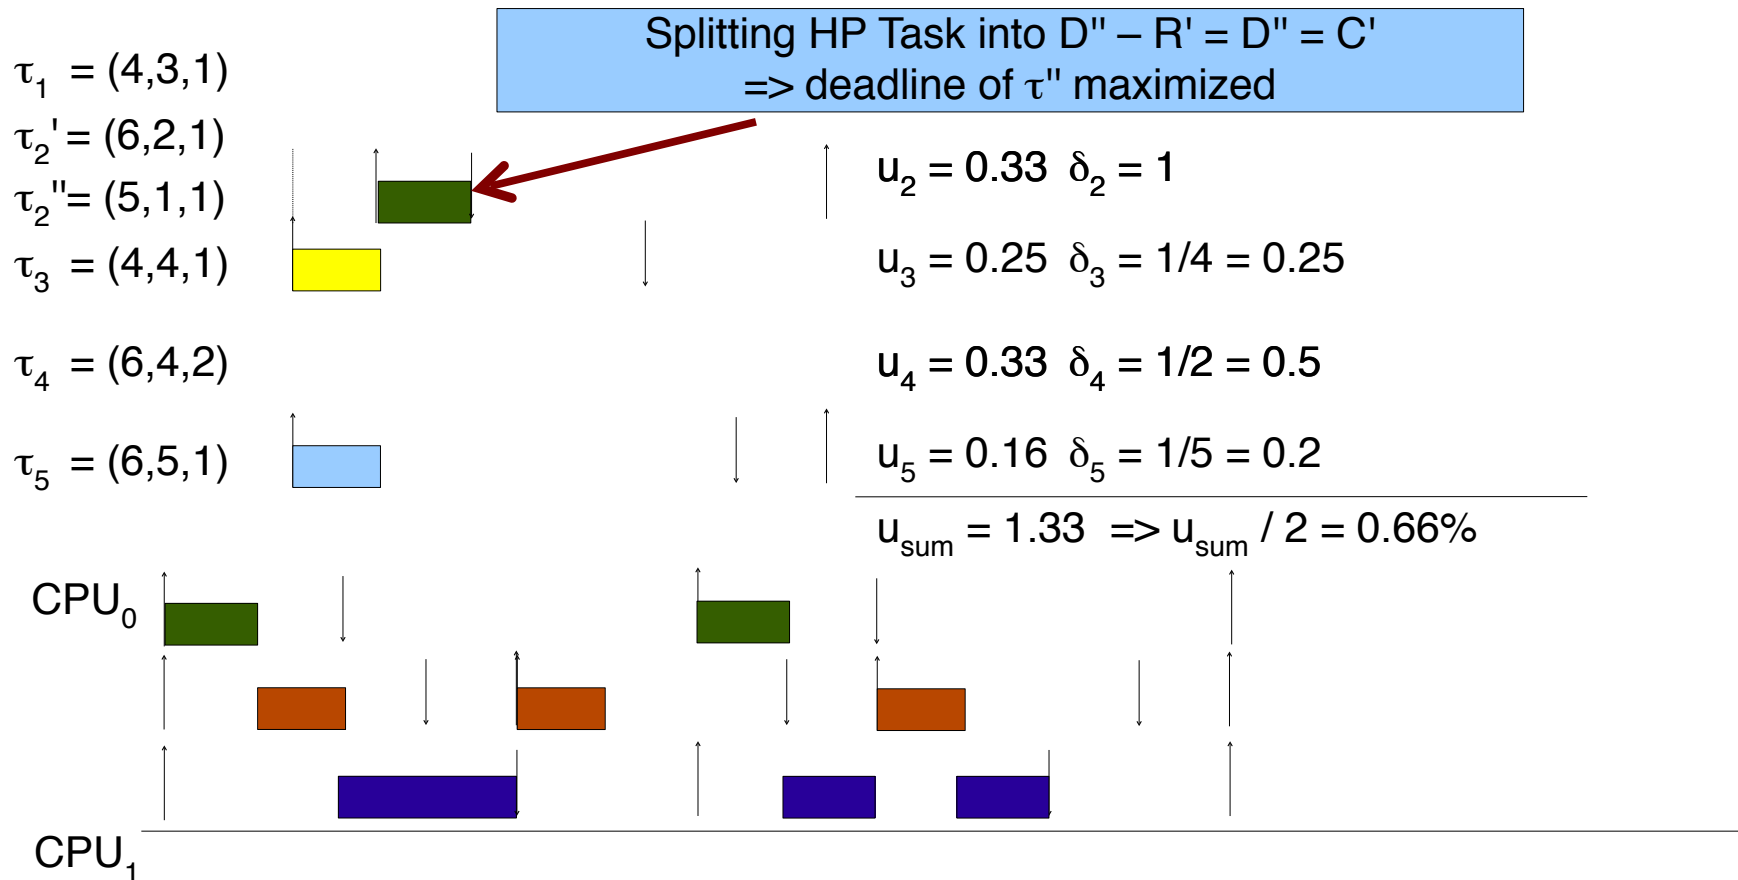 Splitting HP Task into D" – R' = D" = C'
=> deadline of τ" maximized
τ1 = (4,3,1)
τ2' = (6,2,1)
τ2" = (5,1,1)
u2 = 0.33 δ2 = 1
τ3 = (4,4,1)
u3 = 0.25 δ3 = 1/4 = 0.25
τ4 = (6,4,2)
u4 = 0.33 δ4 = 1/2 = 0.5
τ5 = (6,5,1)
u5 = 0.16 δ5 = 1/5 = 0.2
usum = 1.33 => usum / 2 = 0.66%
CPU0
CPU1